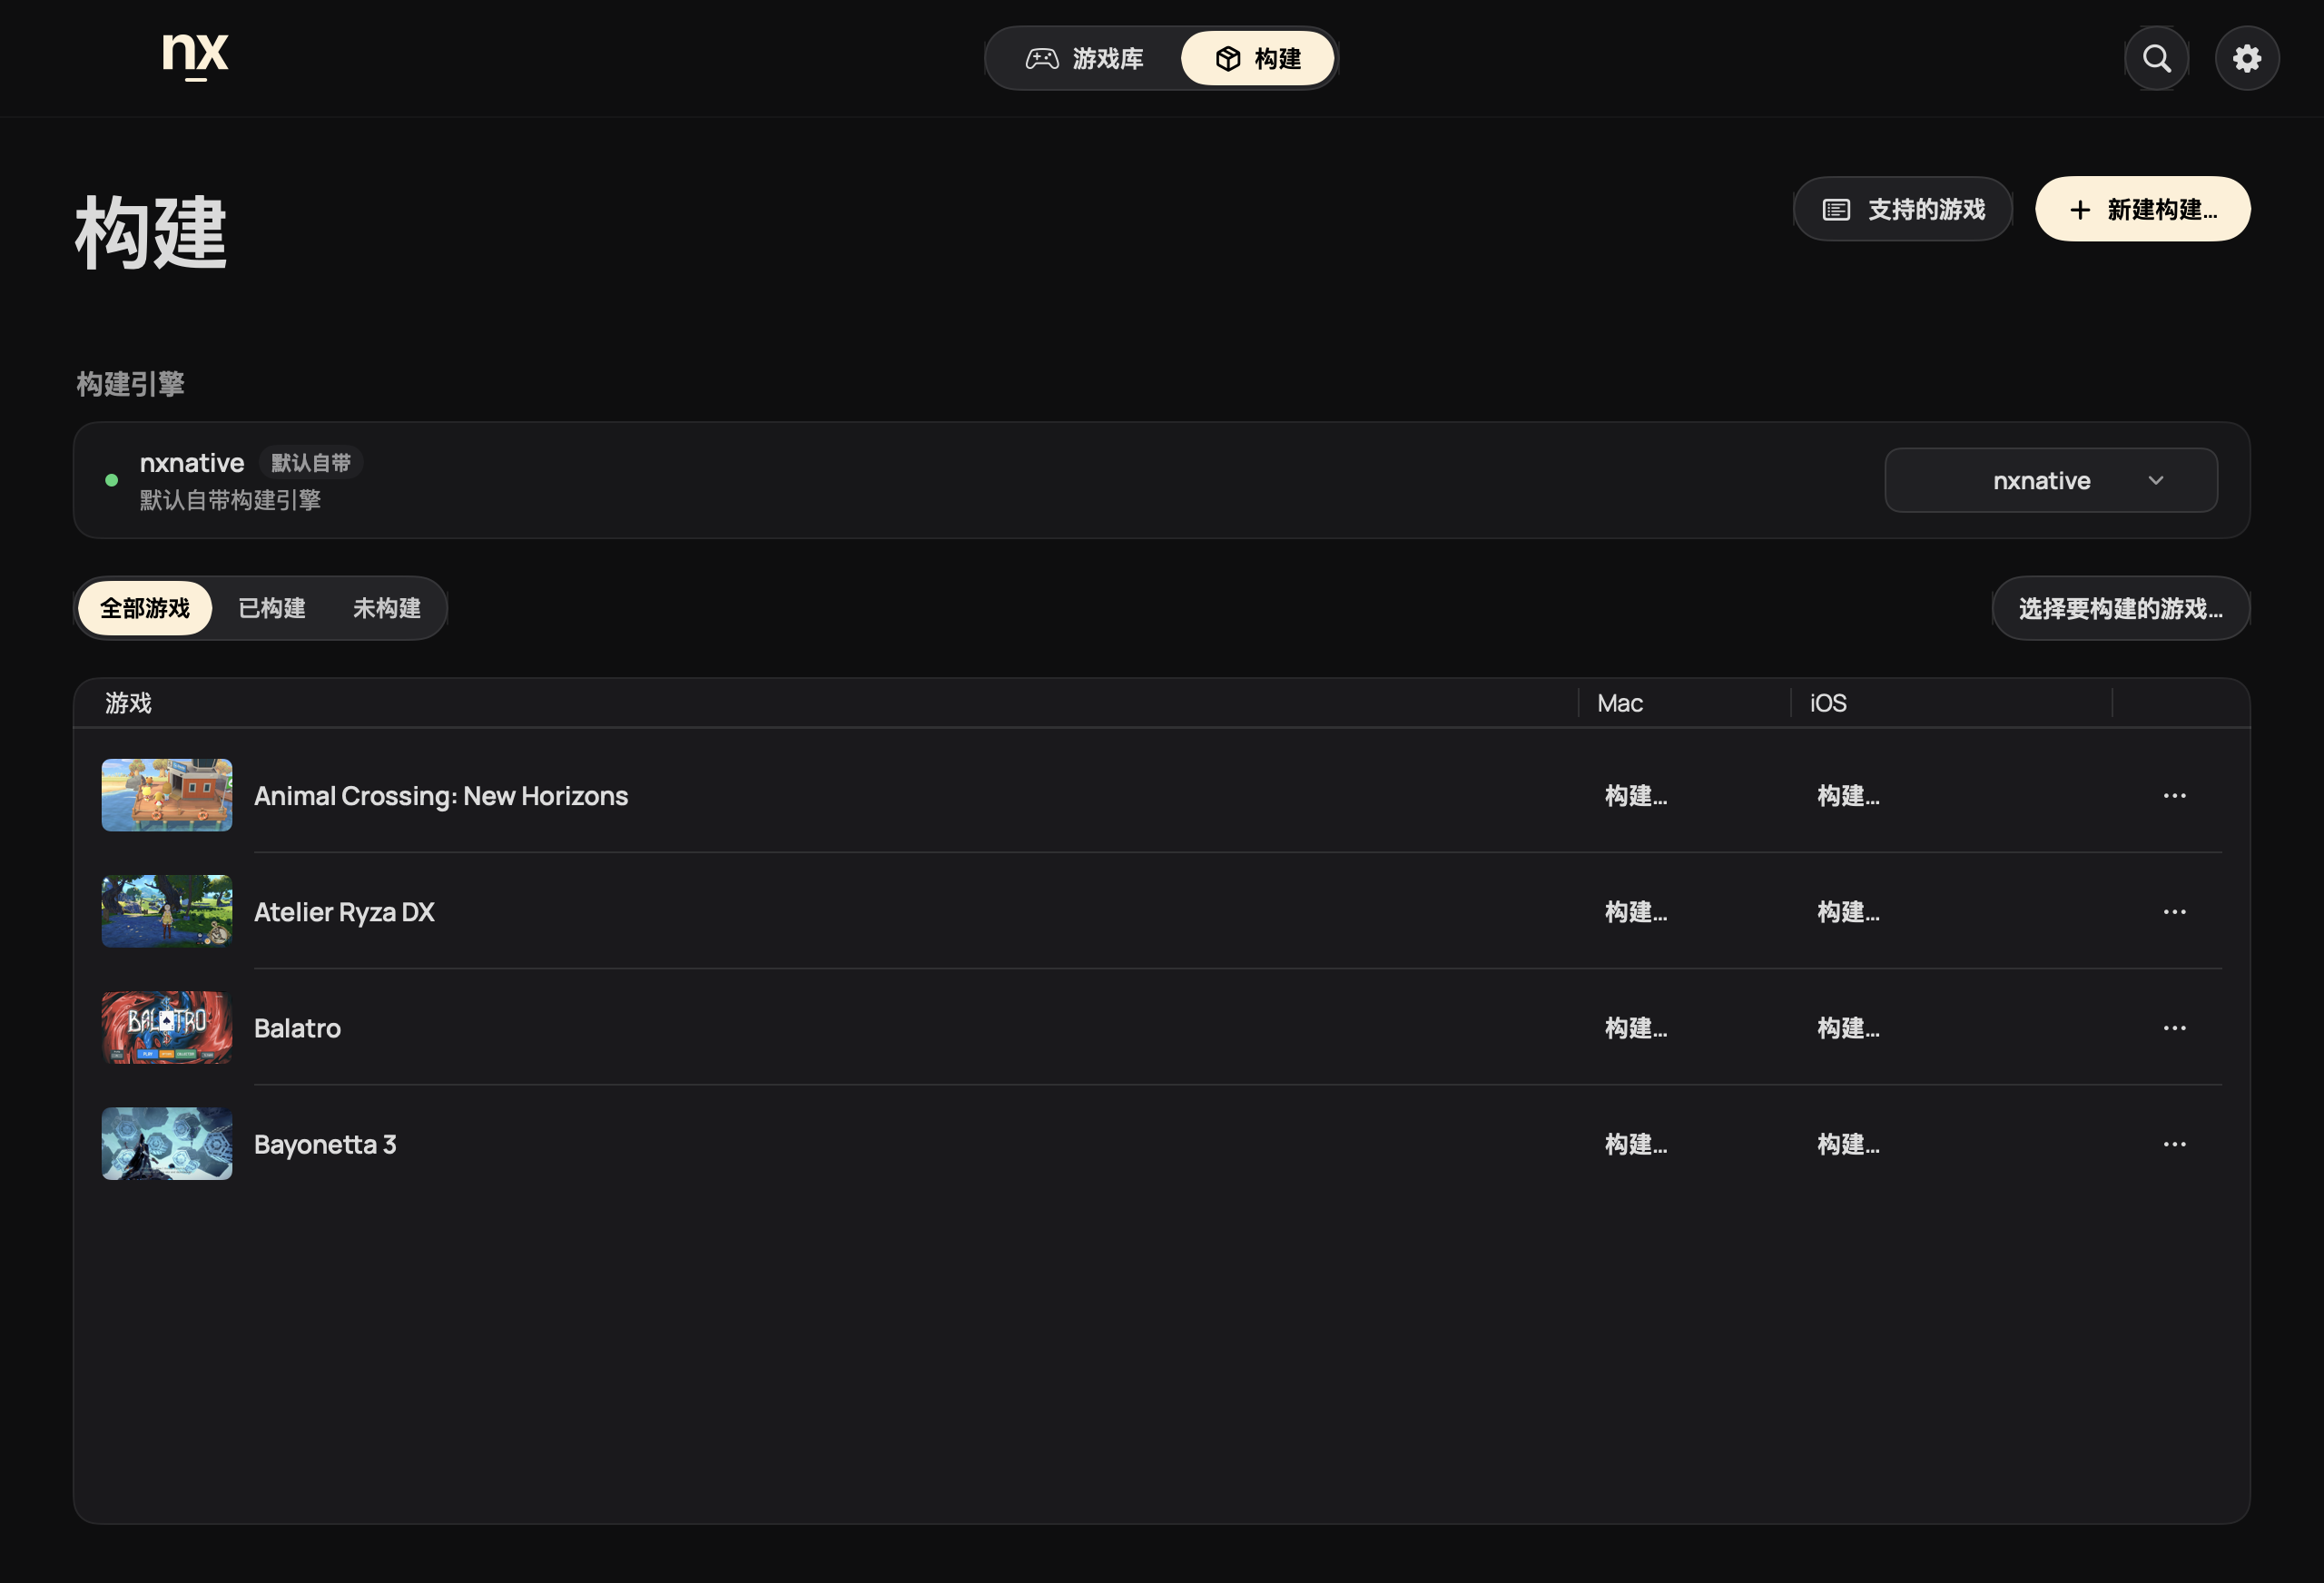 nx
游戏库
构建
构建
支持的游戏
新建构建...
构建引擎
nxnative 默认自带
默认自带构建引擎
nxnative
全部游戏 已构建 未构建
选择要构建的游戏...
游戏 Mac iOS
Animal Crossing: New Horizons 构建... 构建...
Atelier Ryza DX 构建... 构建...
BALATRO
Balatro 构建... 构建...
Bayonetta 3 构建... 构建...